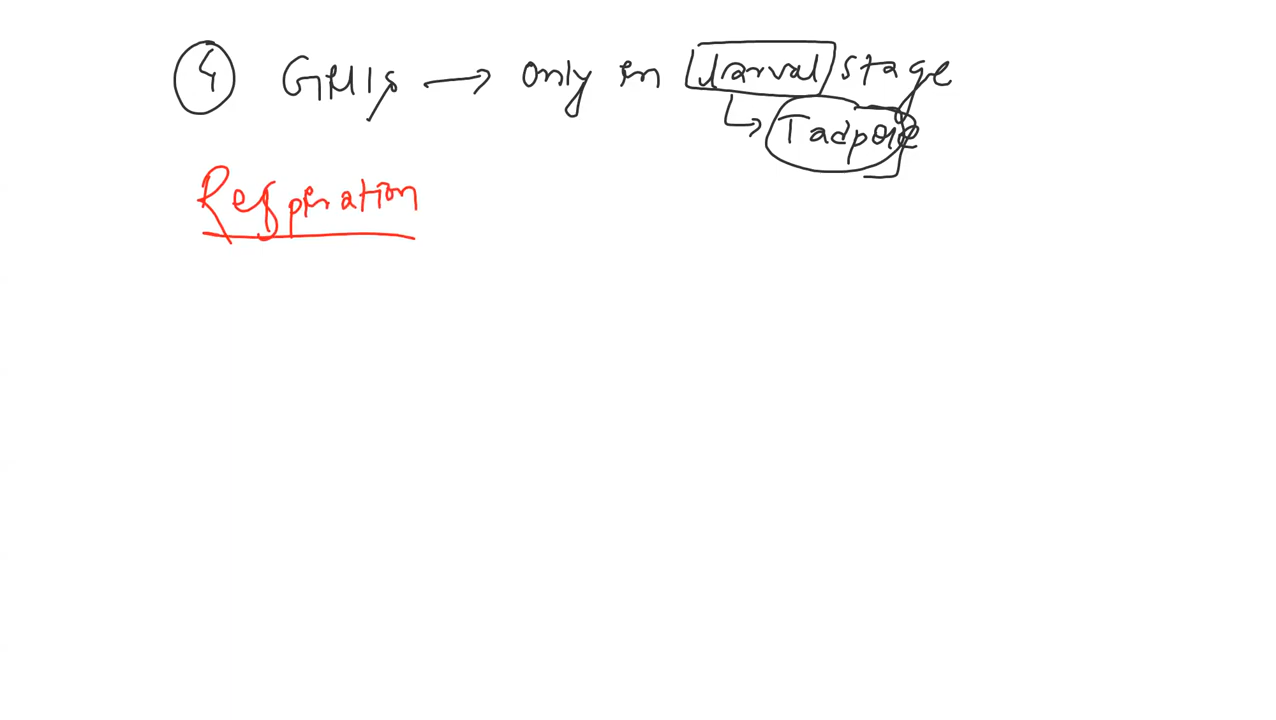 4 Gills → only in larval stage
↳ Tadpole
Respiration